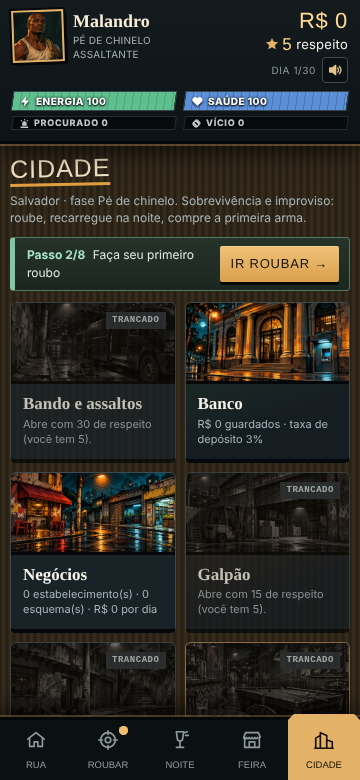 Malandro
PÉ DE CHINELO
ASSALTANTE
R$ 0
5 respeito
DIA 1/30
ENERGIA 100
SAÚDE 100
PROCURADO 0
VÍCIO 0
CIDADE
Salvador · fase Pé de chinelo. Sobrevivência e improviso:
roube, recarregue na noite, compre a primeira arma.
Passo 2/8 Faça seu primeiro
roubo
IR ROUBAR →
TRANCADO
Bando e assaltos
Abre com 30 de respeito
(você tem 5).
Banco
R$ 0 guardados · taxa de
depósito 3%
Negócios
0 estabelecimento(s) · 0
esquema(s) · R$ 0 por dia
TRANCADO
Galpão
Abre com 15 de respeito
(você tem 5).
TRANCADO
TRANCADO
RUA
ROUBAR
NOITE
FEIRA
CIDADE